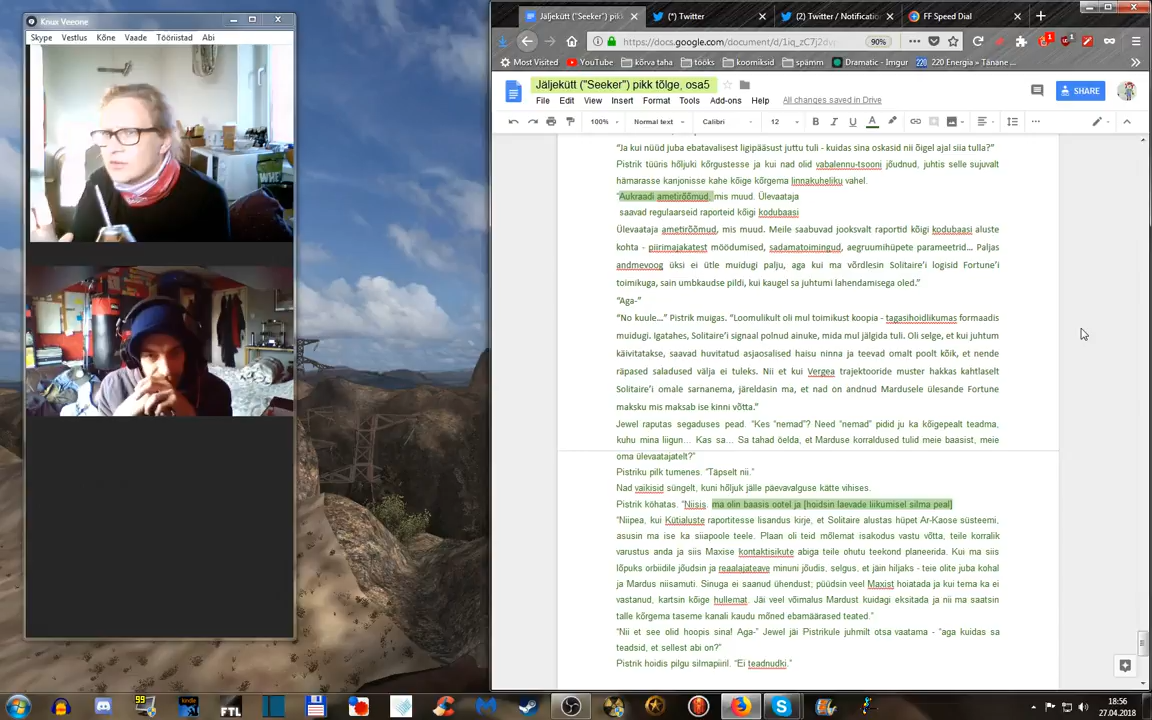 Knux Veeone
Skype Vestlus Kõne Vaade Tööriistad Abi
Jäljekütt ("Seeker") pikk
(*) Twitter
(2) Twitter / Notification
FF Speed Dial
https://docs.google.com/document/d/1iq_zC7j2dv
90%
Most Visited YouTube kõrva taha tööks koomiksid spämm Dramatic - Imgur 220 Energia » Tänane ...
Jäljekütt ("Seeker") pikk tõlge, osa5
SHARE
File Edit View Insert Format Tools Add-ons Help All changes saved in Drive
100% Normal text Calibri 12
“Ja kui nüüd juba ebatavalisest ligipääsust juttu tuli - kuidas sina oskasid nii õigel ajal siia tulla?”
Pistrik tüüris hõljuki kõrgustesse ja kui nad olid vabalennu-tsooni jõudnud, juhtis selle sujuvalt
hämarasse kanjonisse kahe kõige kõrgema linnakuheliku vahel.
“Aukraadi ametirõõmud, mis muud. Ülevaataja
saavad regulaarseid raporteid kõigi kodubaasi
Ülevaataja ametirõõmud, mis muud. Meile saabuvad jooksvalt raportid kõigi kodubaasi aluste
kohta - piirimajakatest möödumised, sadamatoimingud, aegruumihüpete parameetrid... Paljas
andmevoog üksi ei ütle muidugi palju, aga kui ma võrdlesin Solitaire’i logisid Fortune’i
toimikuga, sain umbkaudse pildi, kui kaugel sa juhtumi lahendamisega oled.”
“Aga-”
“No kuule...” Pistrik muigas. “Loomulikult oli mul toimikust koopia - tagasihoidlikumas formaadis
muidugi. Igatahes, Solitaire’i signaal polnud ainuke, mida mul jälgida tuli. Oli selge, et kui juhtum
käivitatakse, saavad huvitatud asjaosalised haisu ninna ja teevad omalt poolt kõik, et nende
räpased saladused välja ei tuleks. Nii et kui Vergea trajektooride muster hakkas kahtlaselt
Solitaire’i omale sarnanema, järeldasin ma, et nad on andnud Mardusele ülesande Fortune
maksku mis maksab ise kinni võtta.”
Jewel raputas segaduses pead. “Kes “nemad”? Need “nemad” pidid ju ka kõigepealt teadma,
kuhu mina liigun... Kas sa... Sa tahad öelda, et Marduse korraldused tulid meie baasist, meie
oma ülevaatajatelt?”
Pistriku pilk tumenes. “Täpselt nii.”
Nad vaikisid süngelt, kuni hõljuk jälle päevavalguse kätte vihises.
Pistrik köhatas. “Niisis. ma olin baasis ootel ja [hoidsin laevade liikumisel silma peal]
“Niipea, kui Kütialuste raportitesse lisandus kirje, et Solitaire alustas hüpet Ar-Kaose süsteemi,
asusin ma ise ka siiapoole teele. Plaan oli teid mõlemat isakodus vastu võtta, teile korralik
varustus anda ja siis Maxise kontaktisikute abiga teile ohutu teekond planeerida. Kui ma siis
lõpuks orbiidile jõudsin ja reaalajateave minuni jõudis, selgus, et jäin hiljaks - teie olite juba kohal
ja Mardus niisamuti. Sinuga ei saanud ühendust; püüdsin veel Maxist hoiatada ja kui tema ka ei
vastanud, kartsin kõige hullemat. Jäi veel võimalus Mardust kuidagi eksitada ja nii ma saatsin
talle kõrgema taseme kanali kaudu mõned ebamäärased teated.”
“Nii et see olid hoopis sina! Aga-” Jewel jäi Pistrikule juhmilt otsa vaatama - “aga kuidas sa
teadsid, et sellest abi on?”
Pistrik hoidis pilgu silmapiiril. “Ei teadnudki.”
18:56
27.04.2018